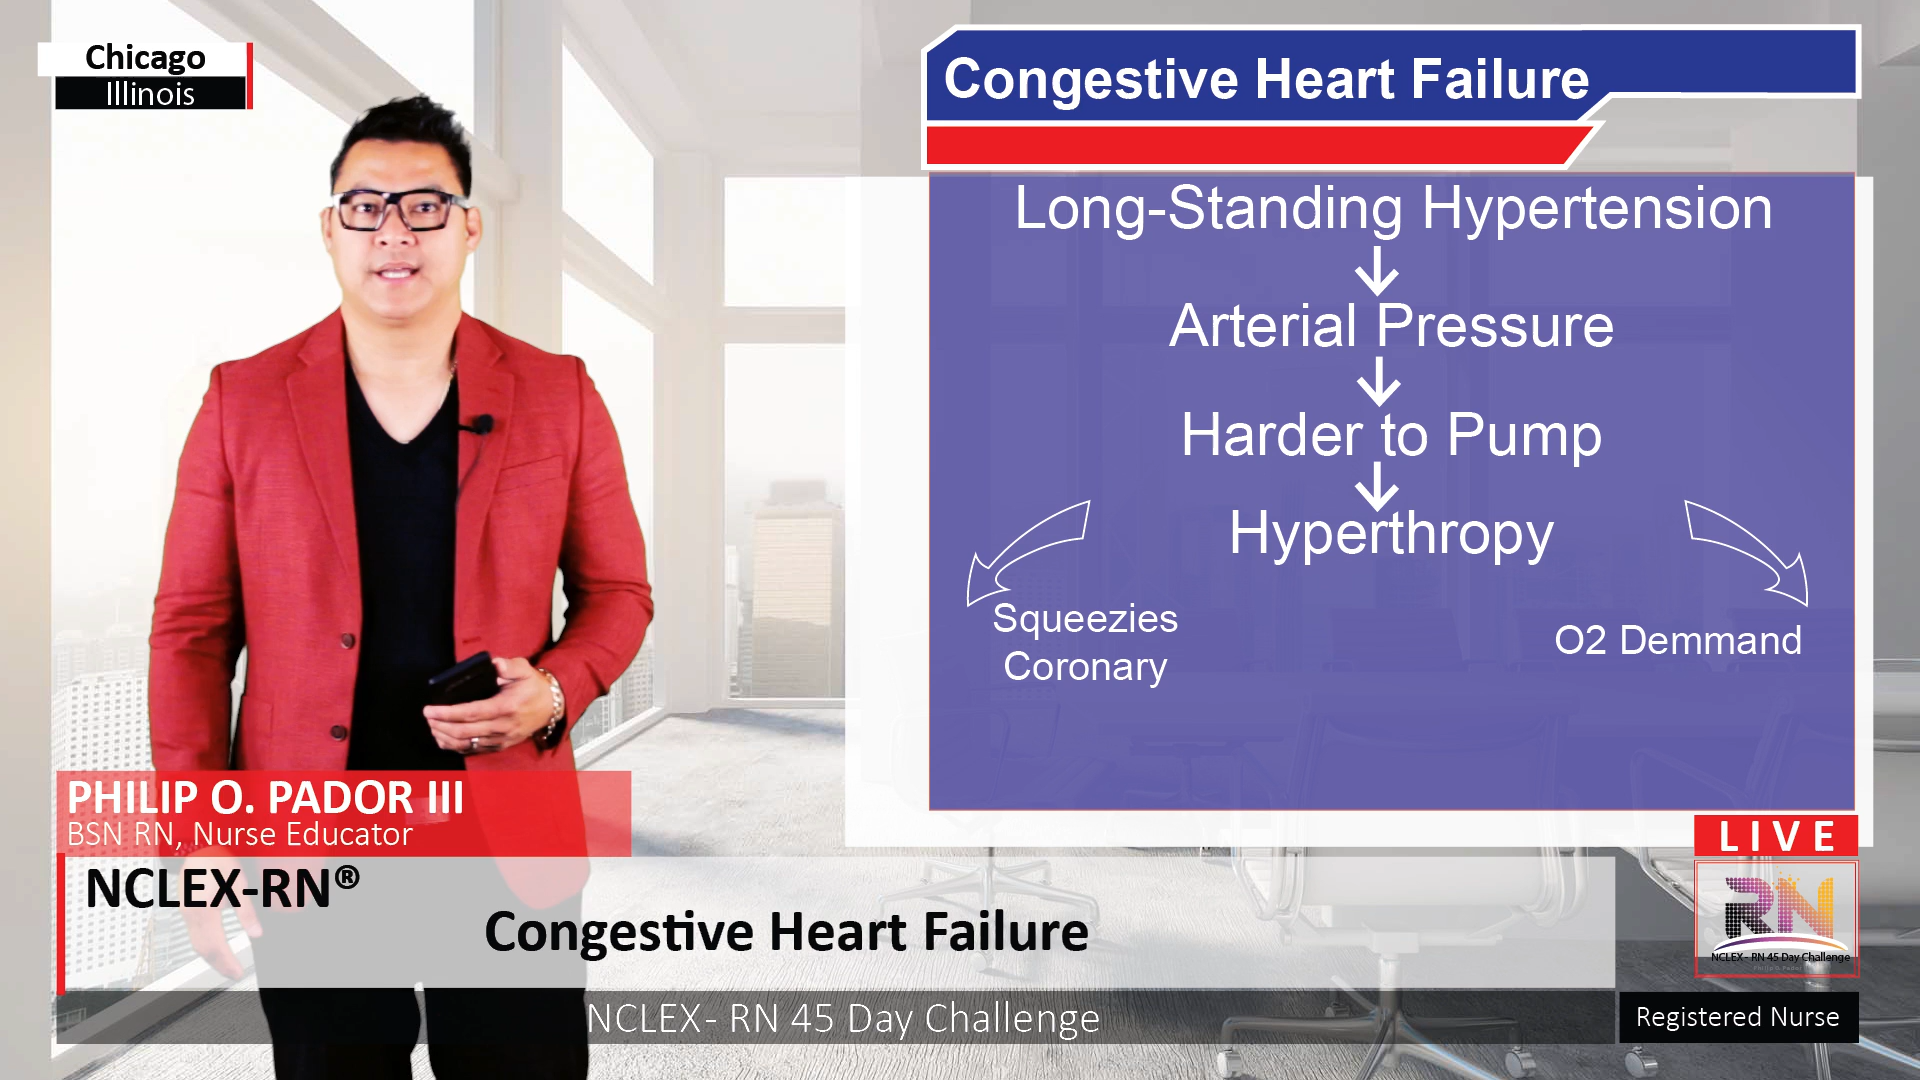 Chicago
Illinois
Congestive Heart Failure
Long-Standing Hypertension
Arterial Pressure
Harder to Pump
Hyperthropy
Squeezies
Coronary
O2 Demmand
PHILIP O. PADOR III
BSN RN, Nurse Educator
NCLEX-RN®
Congestive Heart Failure
NCLEX- RN 45 Day Challenge
LIVE
RN
NCLEX - RN 45 Day Challenge
Registered Nurse